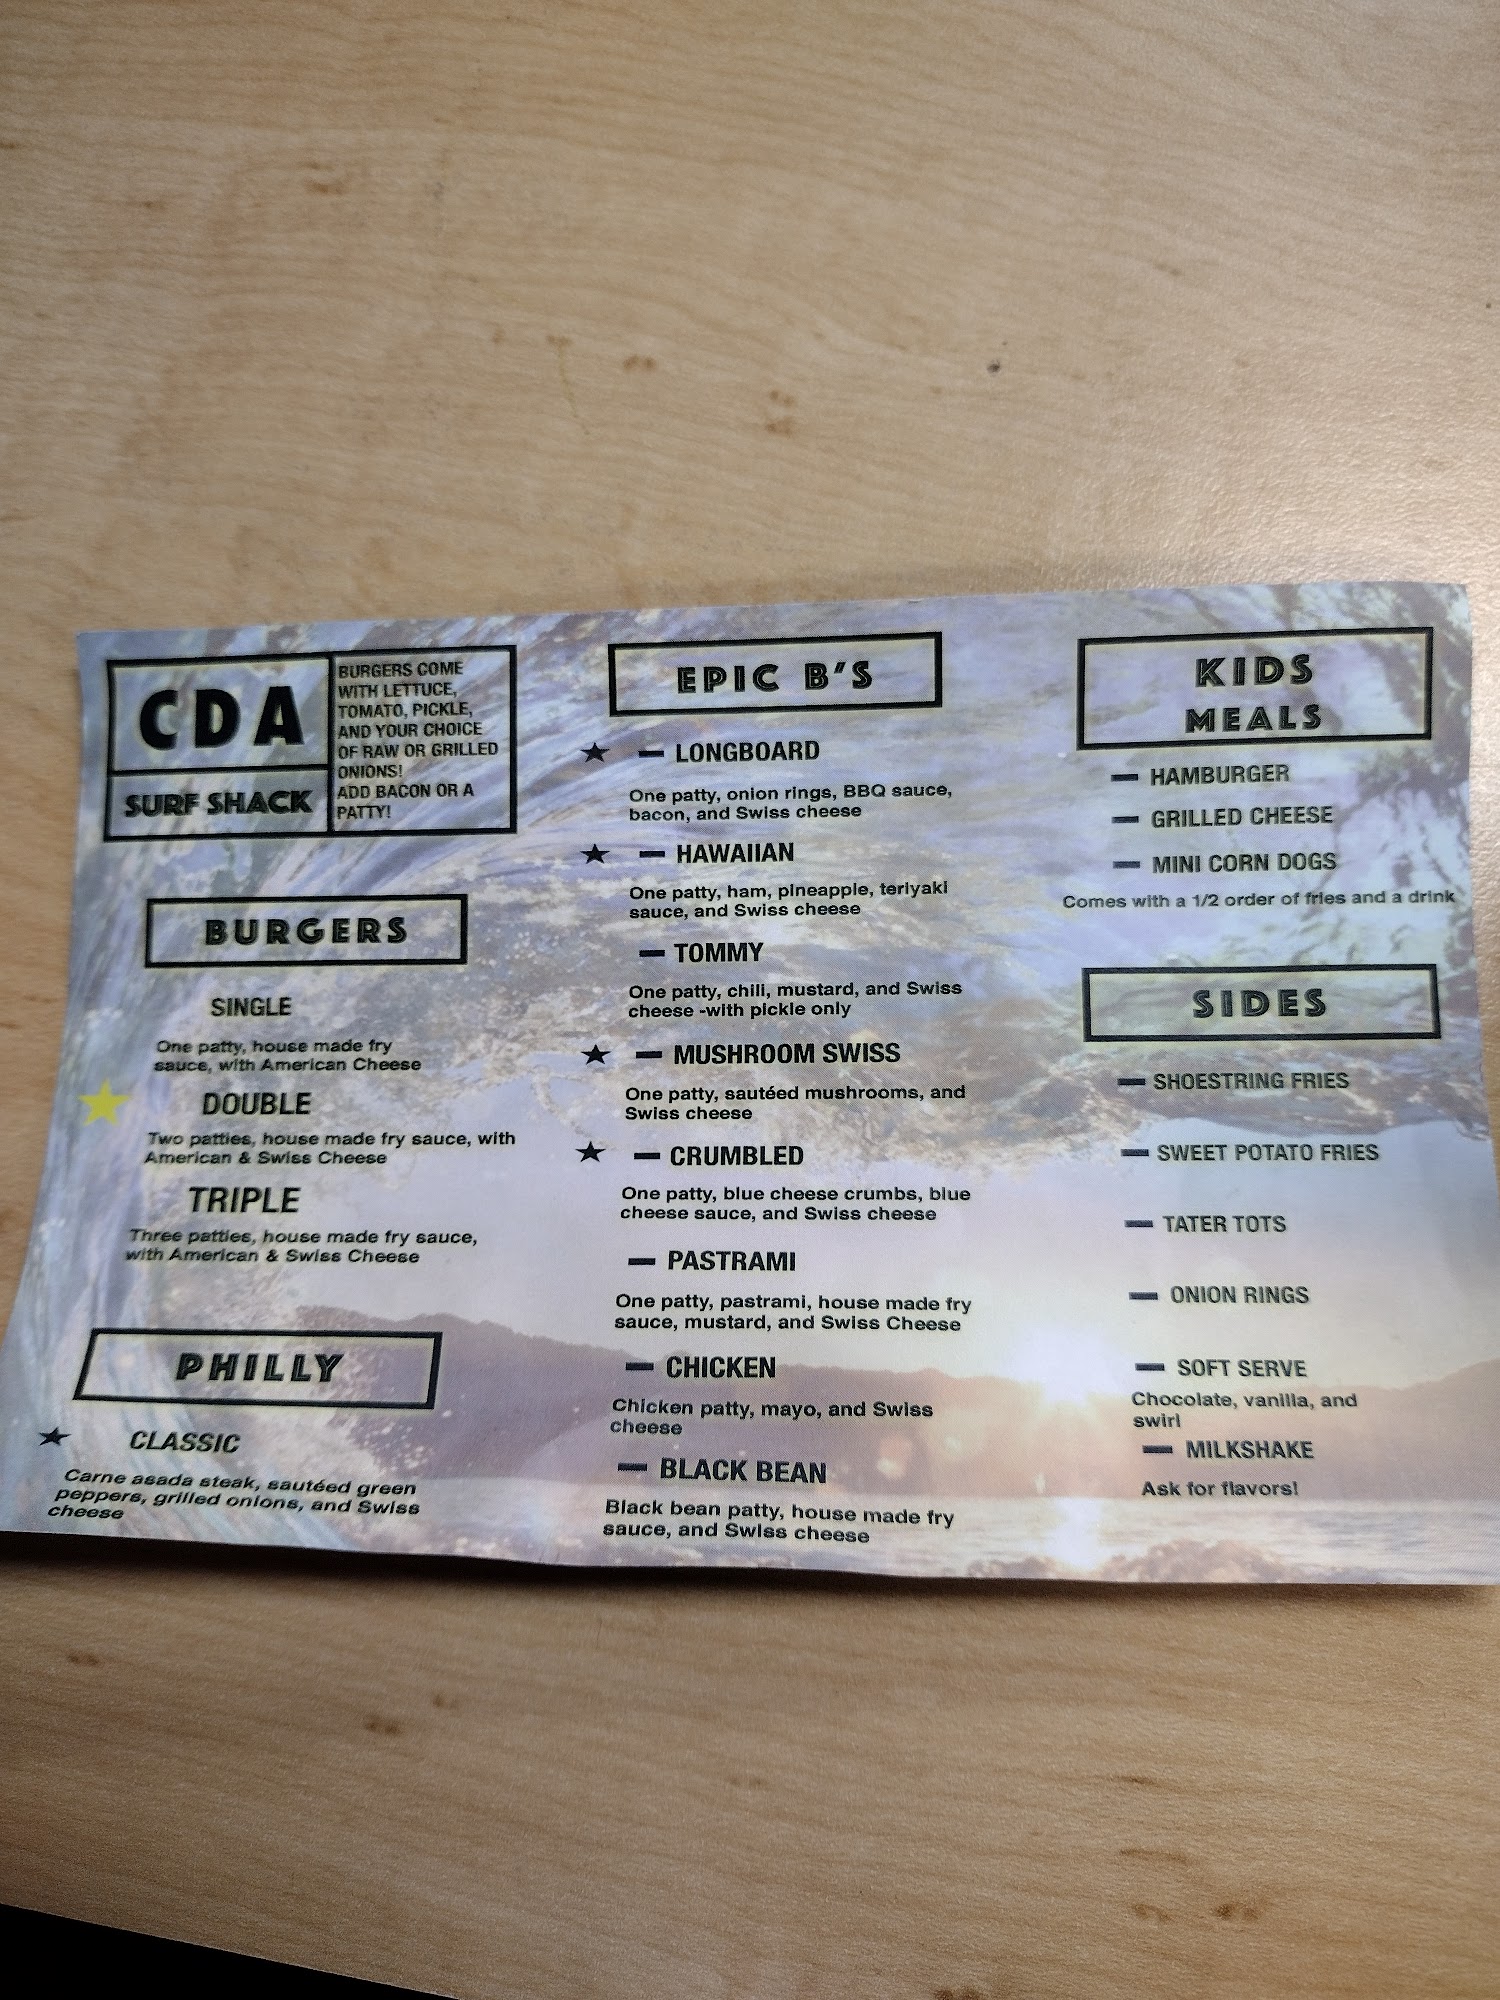 CDA
SURF SHACK
BURGERS COME
WITH LETTUCE,
TOMATO, PICKLE,
AND YOUR CHOICE
OF RAW OR GRILLED
ONIONS!
ADD BACON OR A
PATTY!
BURGERS
SINGLE
One patty, house made fry
sauce, with American Cheese
DOUBLE
Two patties, house made fry sauce, with
American & Swiss Cheese
TRIPLE
Three patties, house made fry sauce,
with American & Swiss Cheese
PHILLY
CLASSIC
Carne asada steak, sautéed green
peppers, grilled onions, and Swiss
cheese
EPIC B'S
LONGBOARD
One patty, onion rings, BBQ sauce,
bacon, and Swiss cheese
HAWAIIAN
One patty, ham, pineapple, teriyaki
sauce, and Swiss cheese
TOMMY
One patty, chili, mustard, and Swiss
cheese -with pickle only
MUSHROOM SWISS
One patty, sautéed mushrooms, and
Swiss cheese
CRUMBLED
One patty, blue cheese crumbs, blue
cheese sauce, and Swiss cheese
PASTRAMI
One patty, pastrami, house made fry
sauce, mustard, and Swiss Cheese
CHICKEN
Chicken patty, mayo, and Swiss
cheese
BLACK BEAN
Black bean patty, house made fry
sauce, and Swiss cheese
KIDS
MEALS
HAMBURGER
GRILLED CHEESE
MINI CORN DOGS
Comes with a 1/2 order of fries and a drink
SIDES
SHOESTRING FRIES
SWEET POTATO FRIES
TATER TOTS
ONION RINGS
SOFT SERVE
Chocolate, vanilla, and
swirl
MILKSHAKE
Ask for flavors!